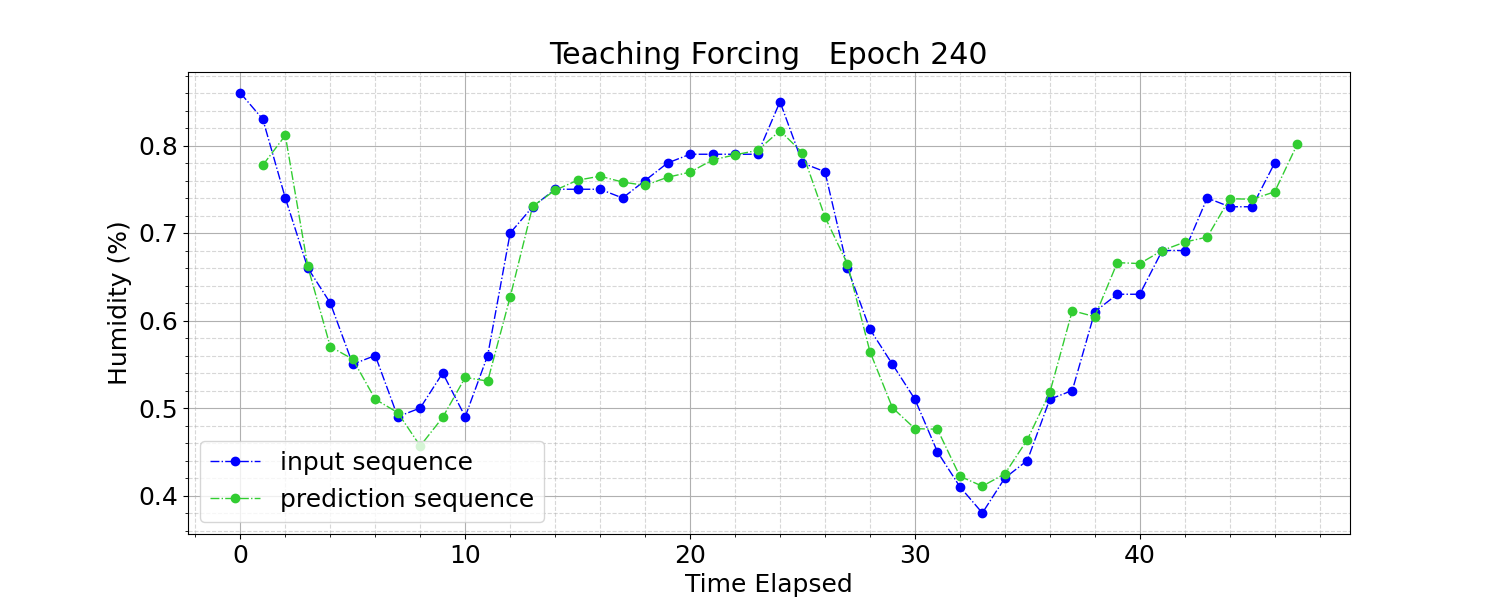 Teaching Forcing   Epoch 240
Humidity (%)
0.8
0.7
0.6
0.5
0.4
input sequence
prediction sequence
0 10 20 30 40
Time Elapsed